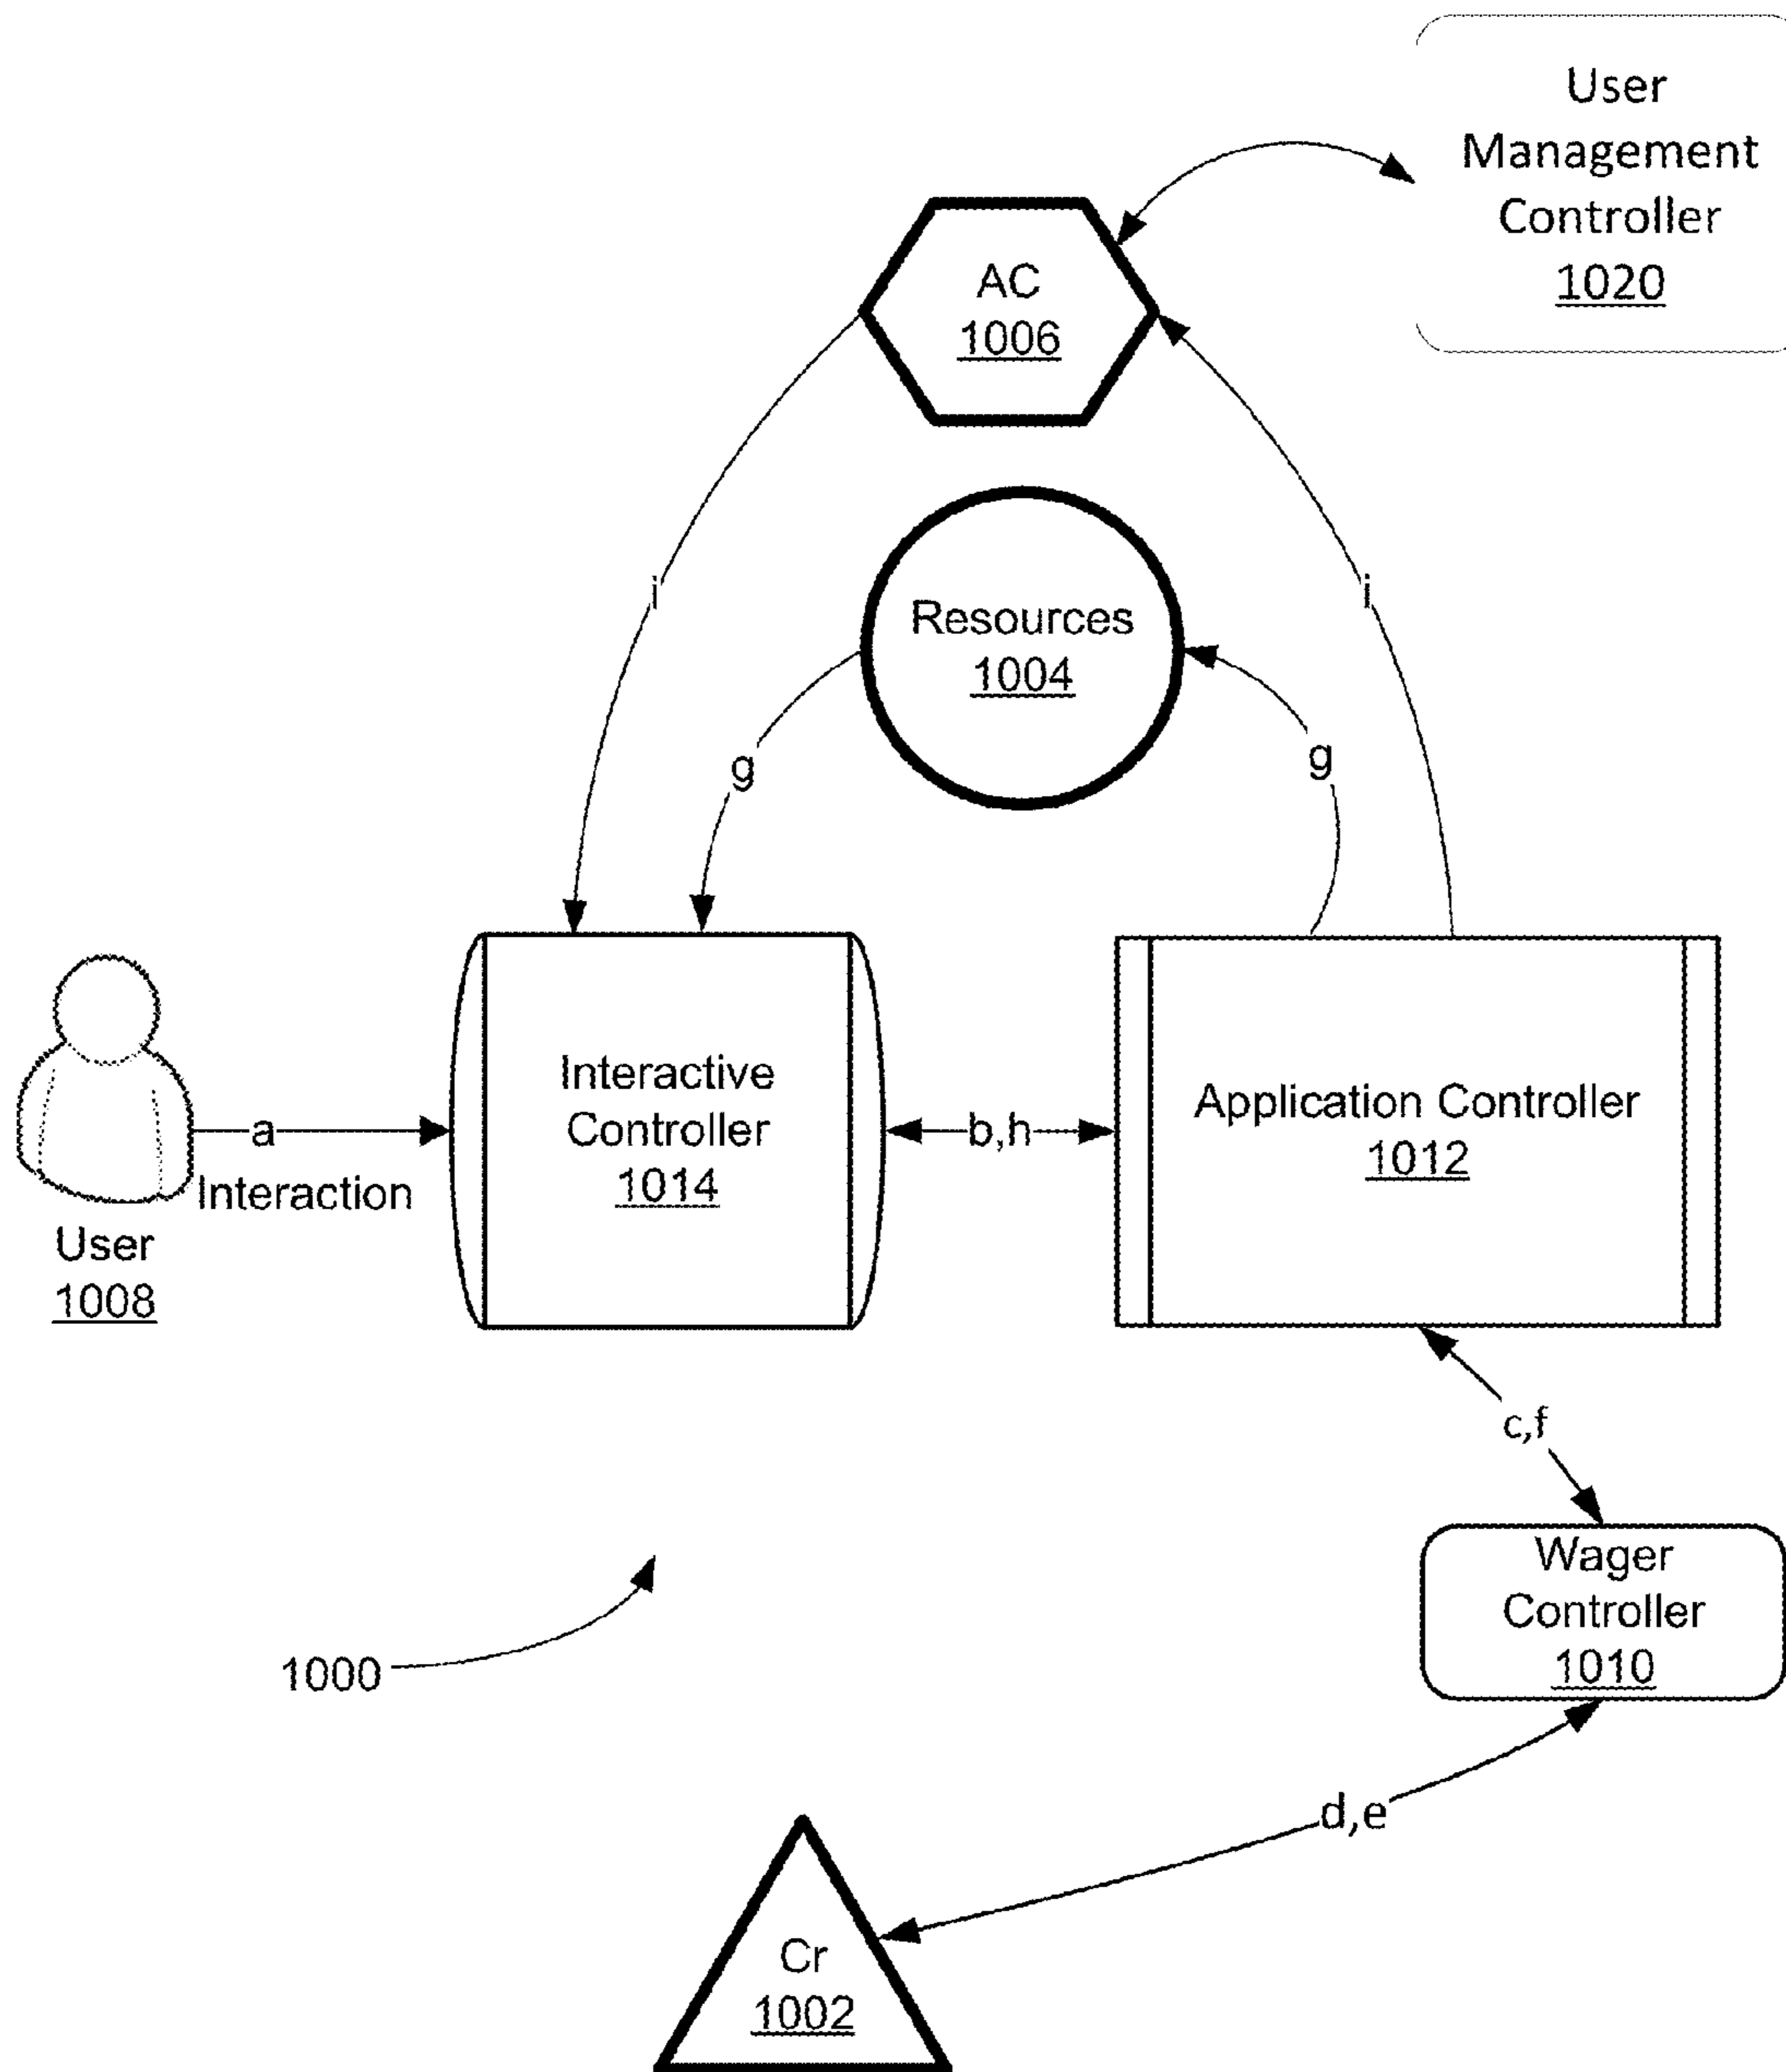 User
Management
Controller
1020
AC
1006
i
i
Resources
1004
g
g
Interactive
Controller
1014
Application Controller
1012
a
Interaction
b,h
User
1008
c,f
Wager
Controller
1010
1000
d,e
Cr
1002